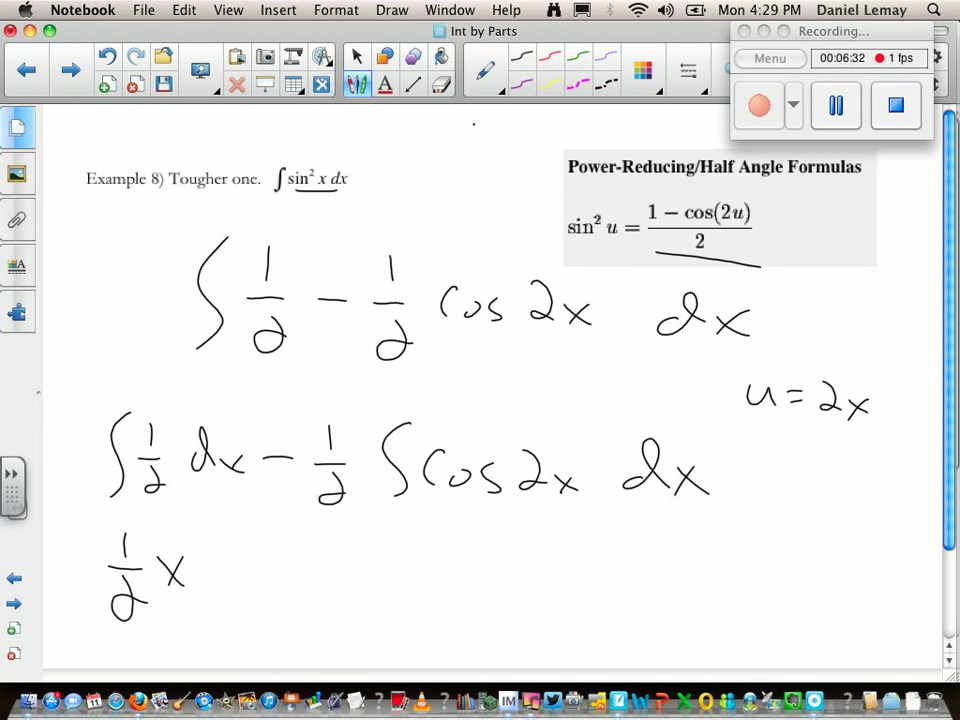 Notebook File Edit View Insert Format Draw Window Help Mon 4:29 PM Daniel Lemay
Int by Parts
Recording...
Menu 00:06:32 1 fps
Example 8) Tougher one. ∫ sin² x dx
Power-Reducing/Half Angle Formulas
sin² u = (1 − cos(2u))/2
∫ 1/2 − 1/2 cos 2x dx
u = 2x
∫ 1/2 dx − 1/2 ∫ cos 2x dx
1/2 x